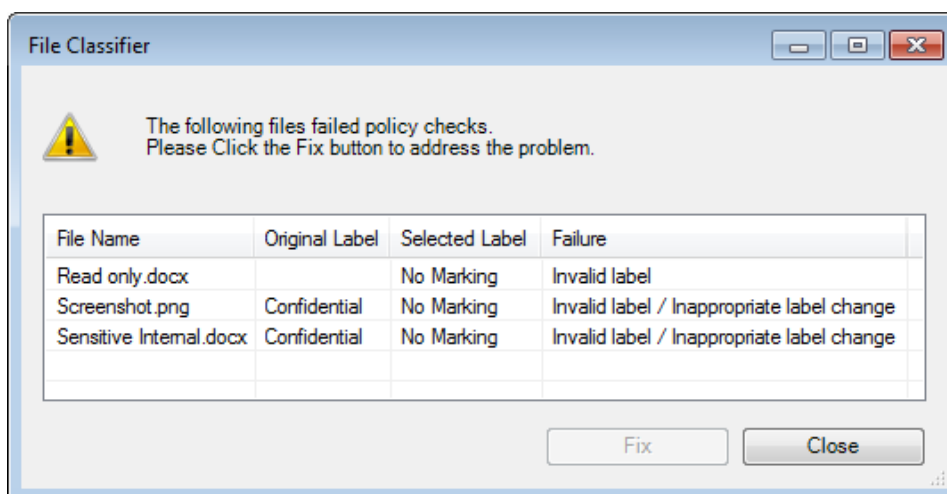 File Classifier
The following files failed policy checks.
Please Click the Fix button to address the problem.
File Name Original Label Selected Label Failure
Read only.docx No Marking Invalid label
Screenshot.png Confidential No Marking Invalid label / Inappropriate label change
Sensitive Internal.docx Confidential No Marking Invalid label / Inappropriate label change
Fix Close